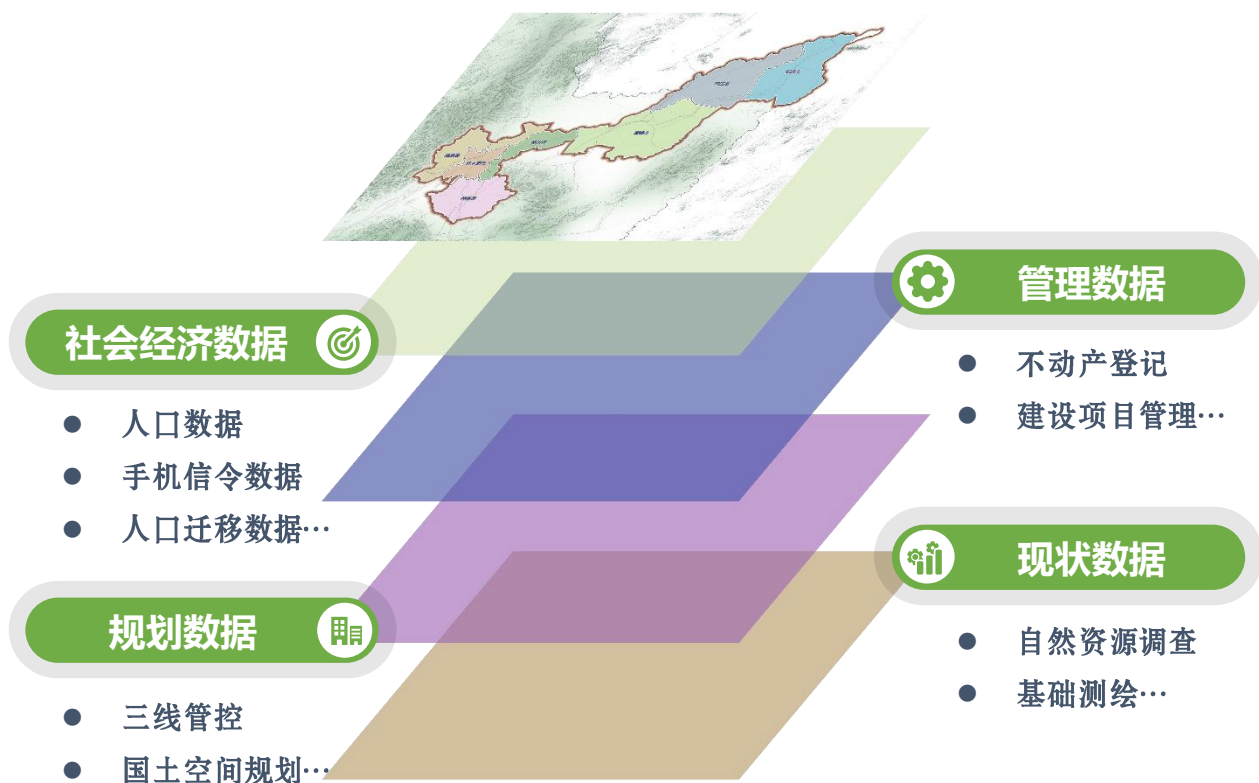 社会经济数据
人口数据
手机信令数据
人口迁移数据…
规划数据
三线管控
国土空间规划…
管理数据
不动产登记
建设项目管理…
现状数据
自然资源调查
基础测绘…